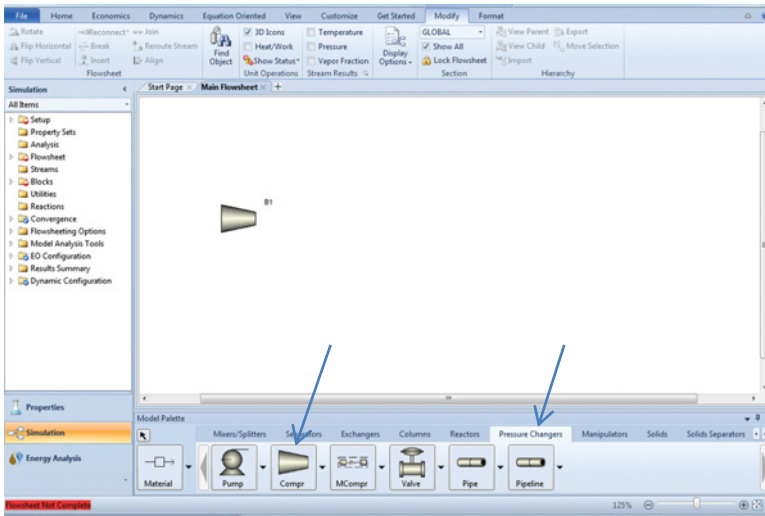 File Home Economics Dynamics Equation Oriented View Customize Get Started Modify Format
Rotate Reconnect Join Find Object 3D Icons Temperature Display Options GLOBAL View Parent Export
Flip Horizontal Break Reroute Stream Heat/Work Pressure Show All View Child Move Selection
Flip Vertical Insert Align Show Status Vapor Fraction Lock Flowsheet Import
Flowsheet Unit Operations Stream Results Section Hierarchy
Simulation < Start Page Main Flowsheet +
All Items
Setup
Property Sets
Analysis
Flowsheet
Streams
Blocks
Utilities
Reactions
Convergence
Flowsheeting Options
Model Analysis Tools
EO Configuration
Results Summary
Dynamic Configuration
B1
Properties
Simulation
Energy Analysis
Model Palette
Mixers/Splitters Separators Exchangers Columns Reactors Pressure Changers Manipulators Solids Solids Separators
Material Pump Compr MCompr Valve Pipe Pipeline
Flowsheet Not Complete 125%